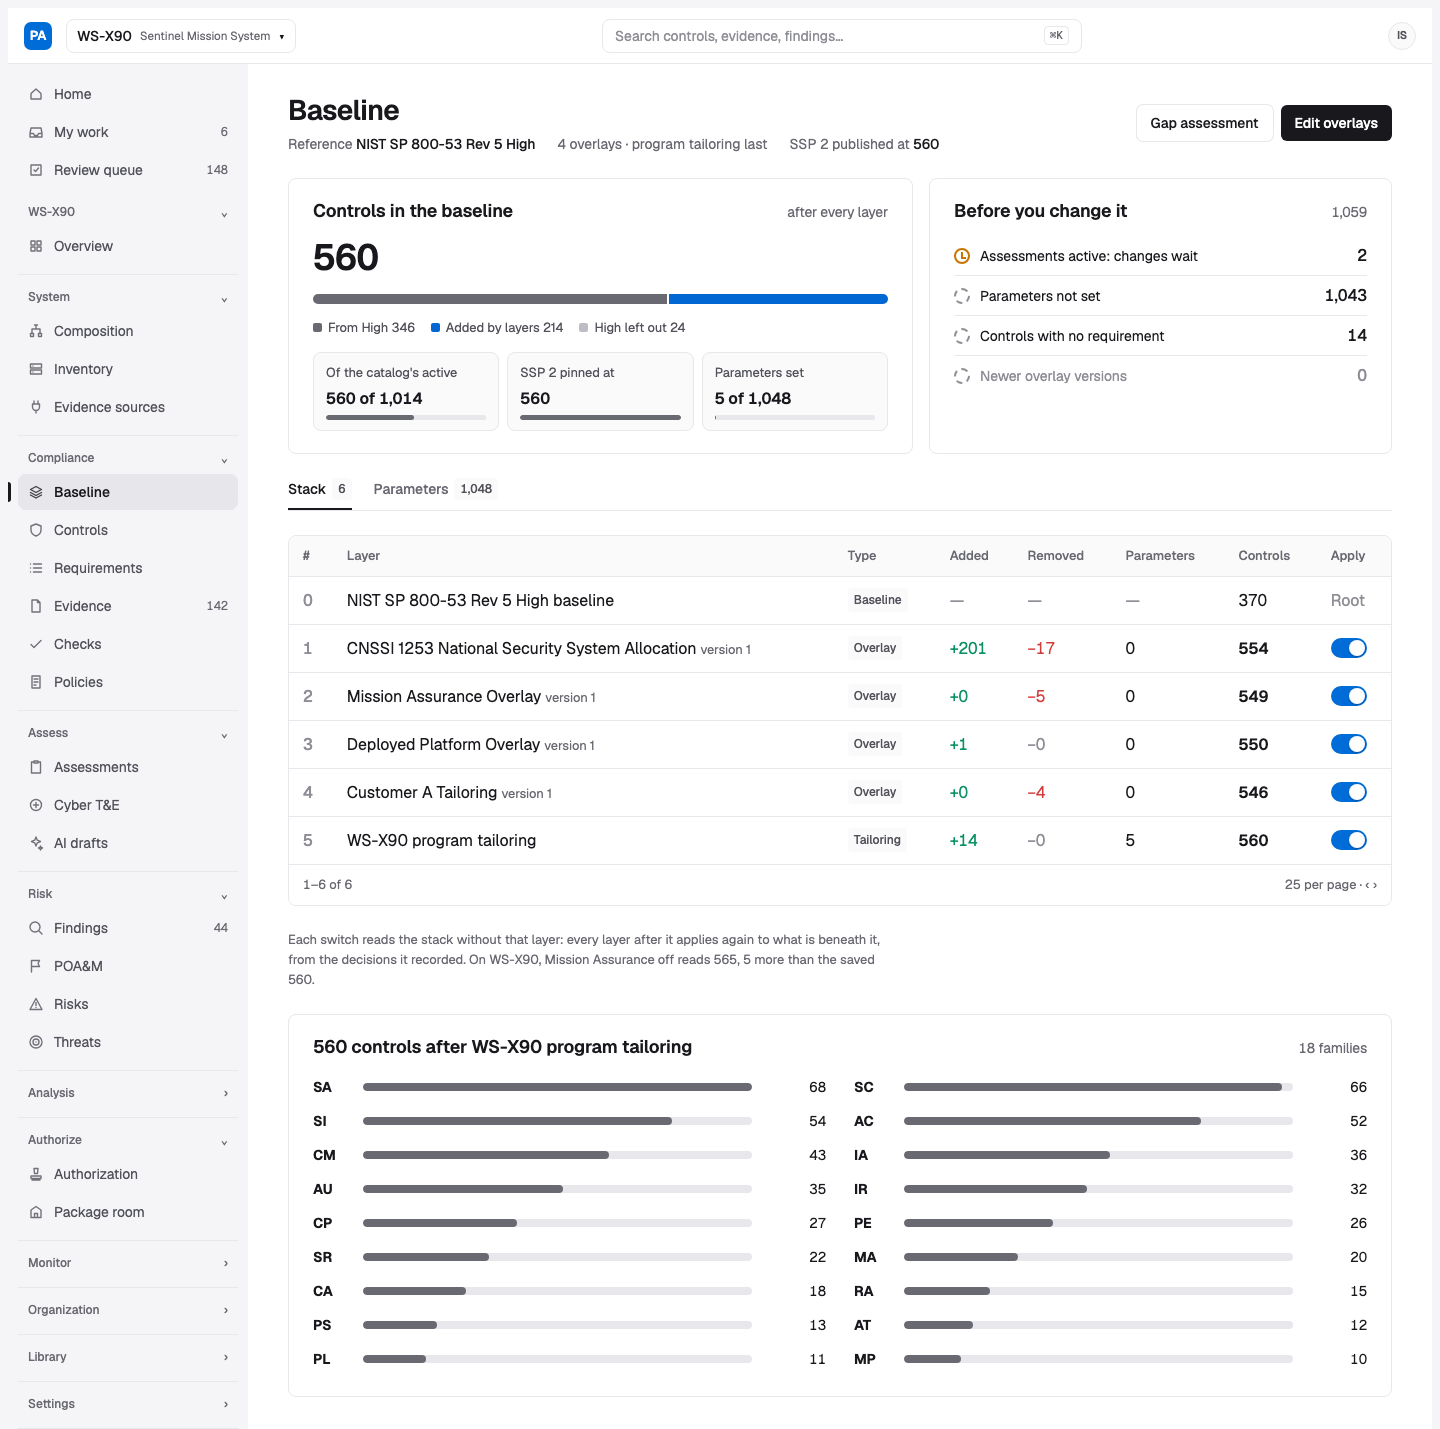 PA
WS-X90 Sentinel Mission System ▾
Search controls, evidence, findings… ⌘K
IS
Home
My work 6
Review queue 148
WS-X90
Overview
System
Composition
Inventory
Evidence sources
Compliance
Baseline
Controls
Requirements
Evidence 142
Checks
Policies
Assess
Assessments
Cyber T&E
AI drafts
Risk
Findings 44
POA&M
Risks
Threats
Analysis
Authorize
Authorization
Package room
Monitor
Organization
Library
Settings
Baseline
Reference NIST SP 800-53 Rev 5 High 4 overlays · program tailoring last SSP 2 published at 560
Gap assessment
Edit overlays
Controls in the baseline after every layer
560
From High 346 Added by layers 214 High left out 24
Of the catalog's active
560 of 1,014
SSP 2 pinned at
560
Parameters set
5 of 1,048
Before you change it 1,059
Assessments active: changes wait 2
Parameters not set 1,043
Controls with no requirement 14
Newer overlay versions 0
Stack 6 Parameters 1,048
# Layer Type Added Removed Parameters Controls Apply
0 NIST SP 800-53 Rev 5 High baseline Baseline — — — 370 Root
1 CNSSI 1253 National Security System Allocation version 1 Overlay +201 −17 0 554
2 Mission Assurance Overlay version 1 Overlay +0 −5 0 549
3 Deployed Platform Overlay version 1 Overlay +1 −0 0 550
4 Customer A Tailoring version 1 Overlay +0 −4 0 546
5 WS-X90 program tailoring Tailoring +14 −0 5 560
1–6 of 6 25 per page · ‹ ›
Each switch reads the stack without that layer: every layer after it applies again to what is beneath it,
from the decisions it recorded. On WS-X90, Mission Assurance off reads 565, 5 more than the saved
560.
560 controls after WS-X90 program tailoring 18 families
SA 68 SC 66
SI 54 AC 52
CM 43 IA 36
AU 35 IR 32
CP 27 PE 26
SR 22 MA 20
CA 18 RA 15
PS 13 AT 12
PL 11 MP 10